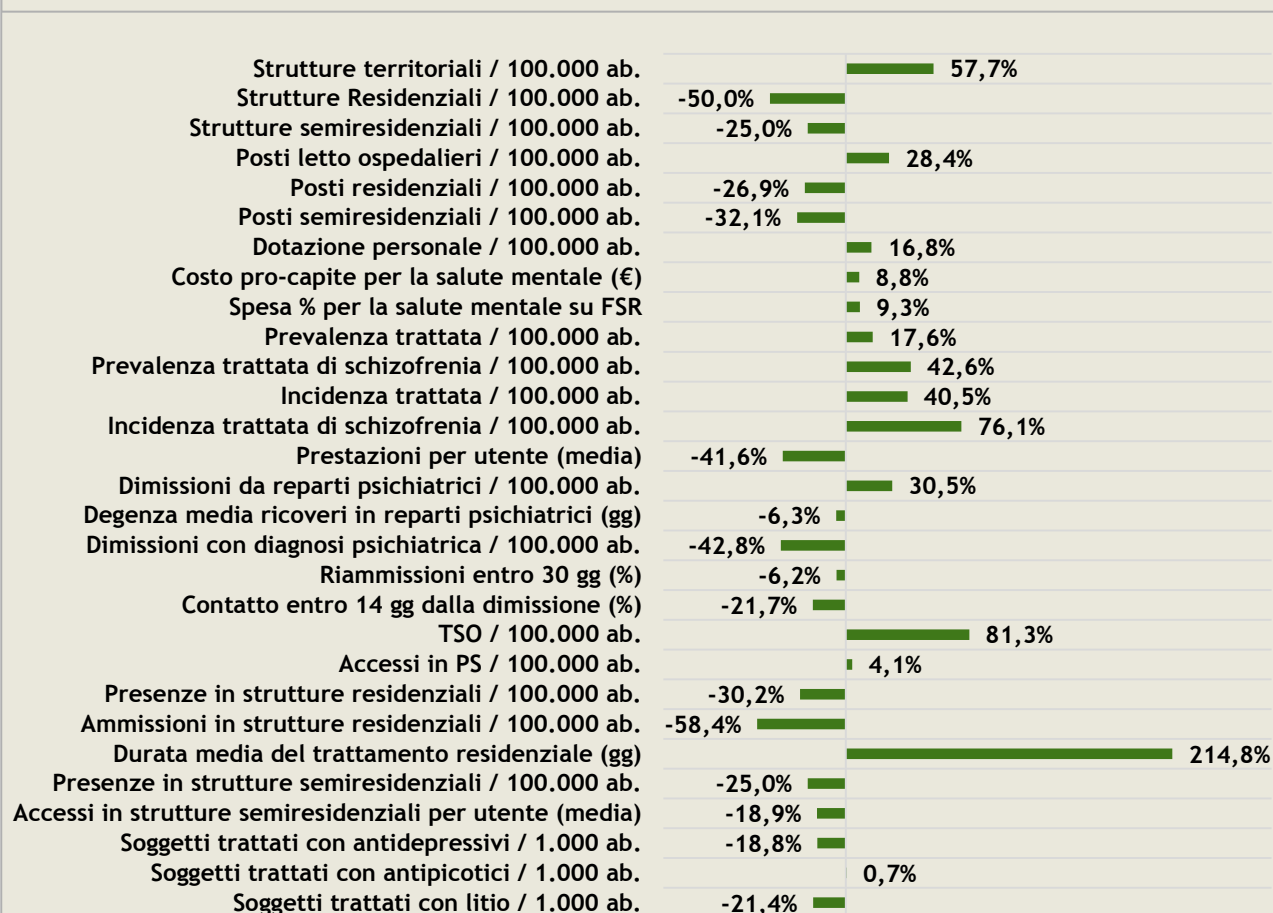 Strutture territoriali / 100.000 ab. 57,7%
Strutture Residenziali / 100.000 ab. -50,0%
Strutture semiresidenziali / 100.000 ab. -25,0%
Posti letto ospedalieri / 100.000 ab. 28,4%
Posti residenziali / 100.000 ab. -26,9%
Posti semiresidenziali / 100.000 ab. -32,1%
Dotazione personale / 100.000 ab. 16,8%
Costo pro-capite per la salute mentale (€) 8,8%
Spesa % per la salute mentale su FSR 9,3%
Prevalenza trattata / 100.000 ab. 17,6%
Prevalenza trattata di schizofrenia / 100.000 ab. 42,6%
Incidenza trattata / 100.000 ab. 40,5%
Incidenza trattata di schizofrenia / 100.000 ab. 76,1%
Prestazioni per utente (media) -41,6%
Dimissioni da reparti psichiatrici / 100.000 ab. 30,5%
Degenza media ricoveri in reparti psichiatrici (gg) -6,3%
Dimissioni con diagnosi psichiatrica / 100.000 ab. -42,8%
Riammissioni entro 30 gg (%) -6,2%
Contatto entro 14 gg dalla dimissione (%) -21,7%
TSO / 100.000 ab. 81,3%
Accessi in PS / 100.000 ab. 4,1%
Presenze in strutture residenziali / 100.000 ab. -30,2%
Ammissioni in strutture residenziali / 100.000 ab. -58,4%
Durata media del trattamento residenziale (gg) 214,8%
Presenze in strutture semiresidenziali / 100.000 ab. -25,0%
Accessi in strutture semiresidenziali per utente (media) -18,9%
Soggetti trattati con antidepressivi / 1.000 ab. -18,8%
Soggetti trattati con antipicotici / 1.000 ab. 0,7%
Soggetti trattati con litio / 1.000 ab. -21,4%